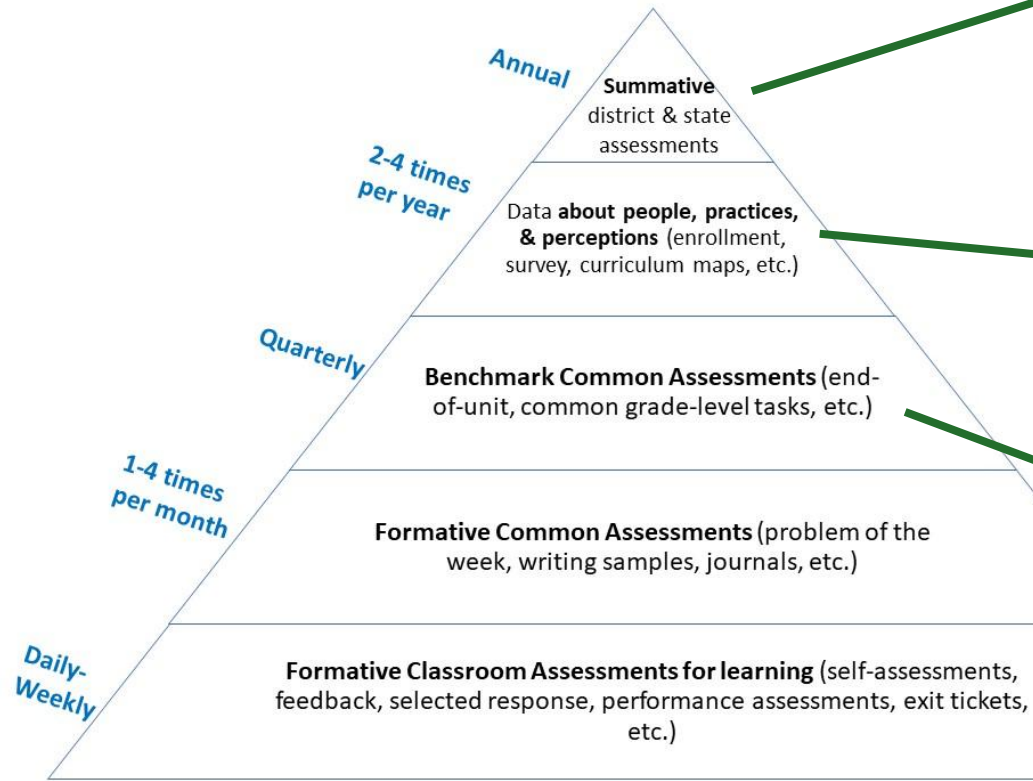 Annual
Summative
district & state
assessments
2-4 times
per year
Data about people, practices,
& perceptions (enrollment,
survey, curriculum maps, etc.)
Quarterly
Benchmark Common Assessments (end-
of-unit, common grade-level tasks, etc.)
1-4 times
per month
Formative Common Assessments (problem of the
week, writing samples, journals, etc.)
Daily-
Weekly
Formative Classroom Assessments for learning (self-assessments,
feedback, selected response, performance assessments, exit tickets,
etc.)